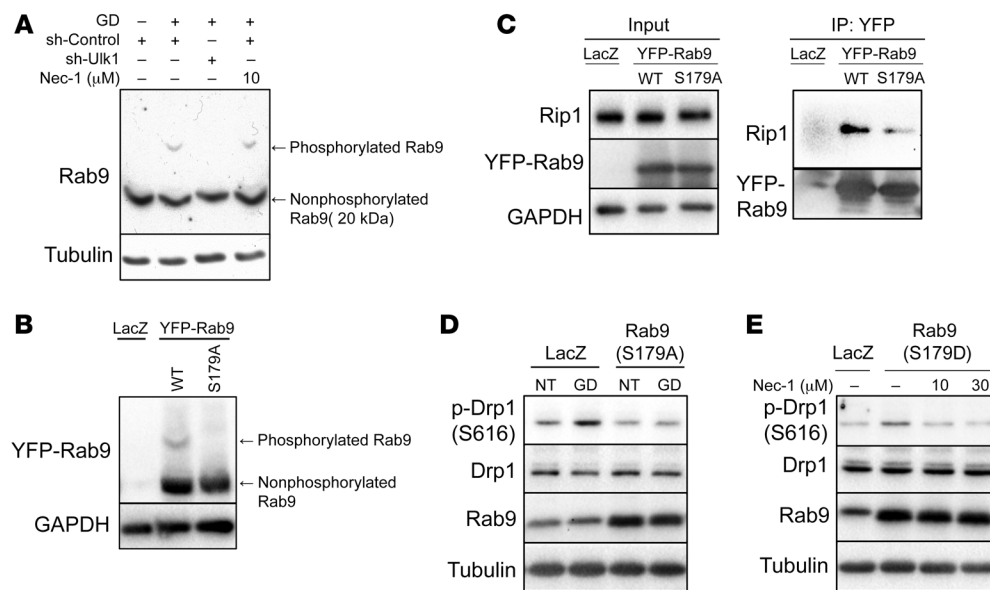 A
GD – + + +
sh-Control + + – +
sh-Ulk1 – – + –
Nec-1 (μM) – – – 10
Rab9
← Phosphorylated Rab9
← Nonphosphorylated
Rab9( 20 kDa)
Tubulin
B
LacZ YFP-Rab9
WT S179A
YFP-Rab9
← Phosphorylated Rab9
← Nonphosphorylated
Rab9
GAPDH
C
Input IP: YFP
LacZ YFP-Rab9 LacZ YFP-Rab9
WT S179A WT S179A
Rip1 Rip1
YFP-Rab9 YFP-
Rab9
GAPDH
D
Rab9
LacZ (S179A)
NT GD NT GD
p-Drp1
(S616)
Drp1
Rab9
Tubulin
E
Rab9
LacZ (S179D)
Nec-1 (μM) – – 10 30
p-Drp1
(S616)
Drp1
Rab9
Tubulin